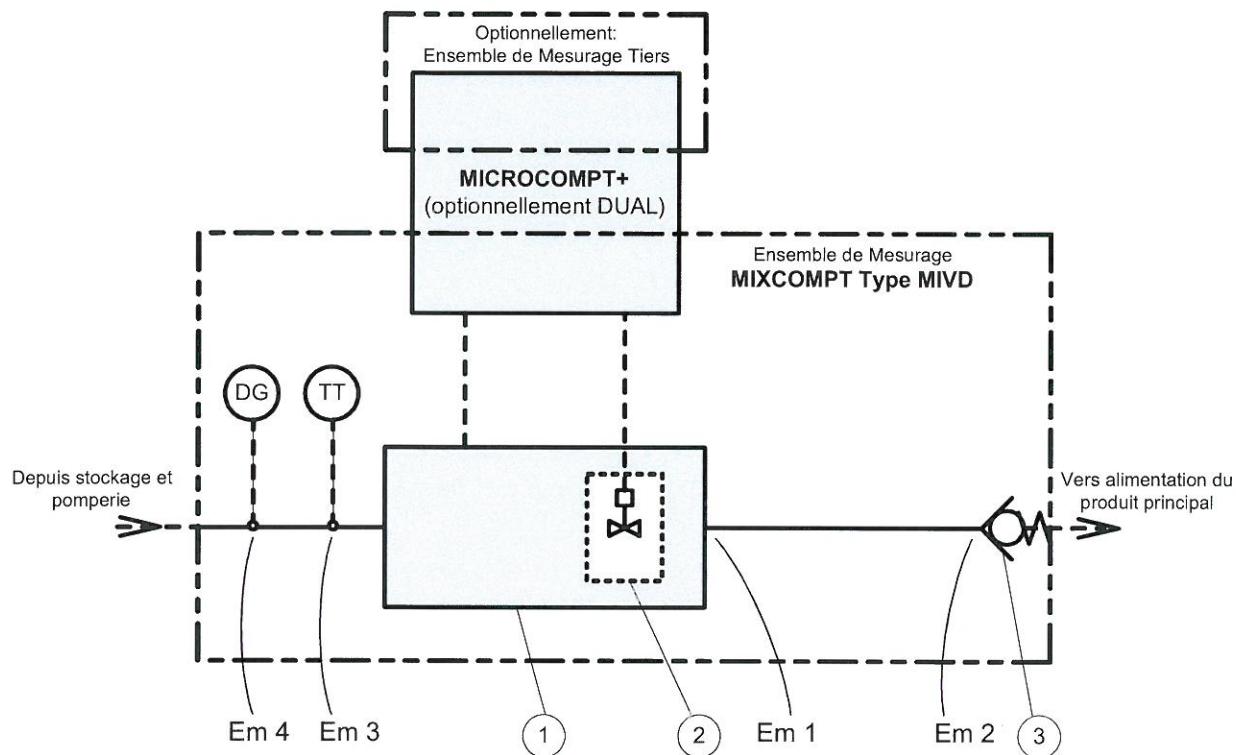 Optionnellement:
Ensemble de Mesurage Tiers
MICROCOMPT+
(optionnellement DUAL)
Ensemble de Mesurage
MIXCOMPT Type MIVD
DG
TT
Depuis stockage et
pomperie
Vers alimentation du
produit principal
Em 4
Em 3
1
2
Em 1
Em 2
3